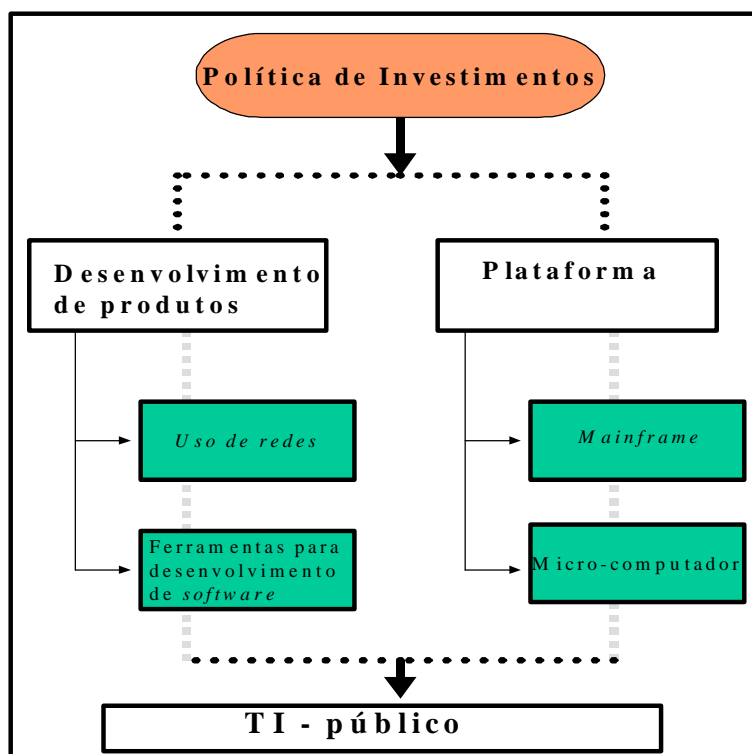 Política de Investimentos
Desenvolvimento
de produtos
Plataforma
Uso de redes
Mainframe
Ferramentas para
desenvolvimento
de software
Micro-computador
TI - público